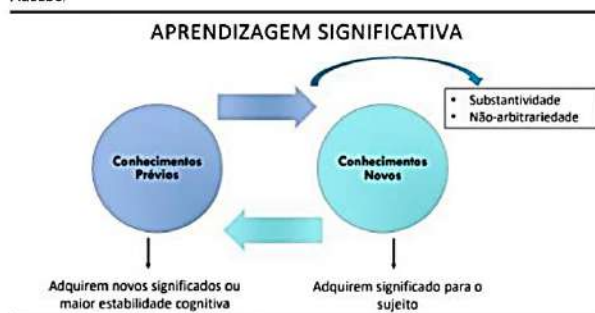 APRENDIZAGEM SIGNIFICATIVA
• Substantividade
• Não-arbitrariedade
Conhecimentos
Prévios
Conhecimentos
Novos
Adquirem novos significados ou
maior estabilidade cognitiva
Adquirem significado para o
sujeito